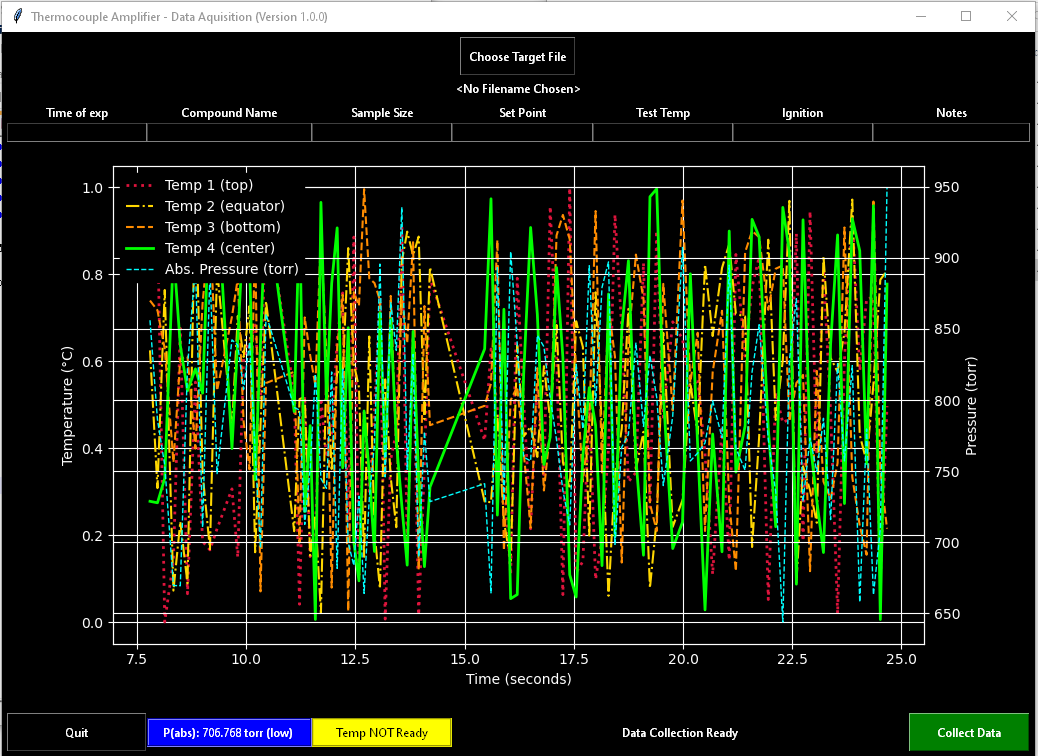 Thermocouple Amplifier - Data Aquisition (Version 1.0.0)
Choose Target File
<No Filename Chosen>
Time of exp Compound Name Sample Size Set Point Test Temp Ignition Notes
Temp 1 (top)
Temp 2 (equator)
Temp 3 (bottom)
Temp 4 (center)
Abs. Pressure (torr)
1.0
0.8
0.6
0.4
0.2
0.0
Temperature (°C)
950
900
850
800
750
700
650
Pressure (torr)
7.5 10.0 12.5 15.0 17.5 20.0 22.5 25.0
Time (seconds)
Quit P(abs): 706.768 torr (low) Temp NOT Ready Data Collection Ready Collect Data